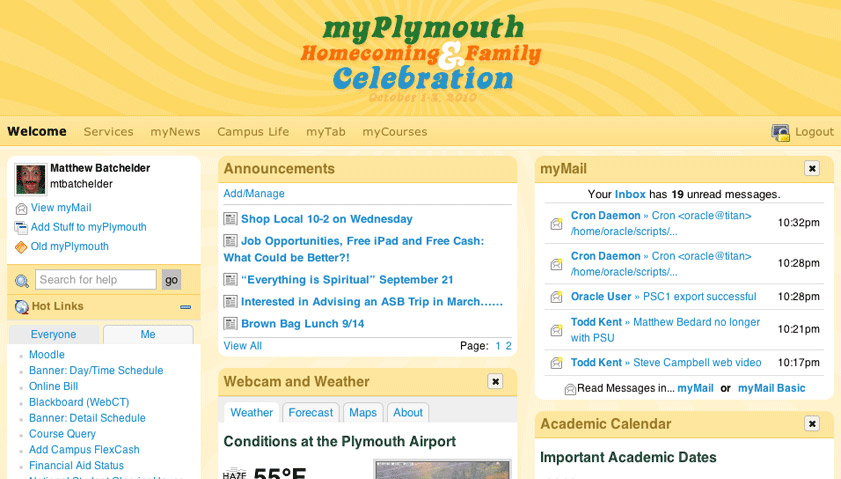 myPlymouth
Homecoming & Family
Celebration
October 1-3, 2010
Welcome Services myNews Campus Life myTab myCourses Logout
Matthew Batchelder
mtbatchelder
View myMail
Add Stuff to myPlymouth
Old myPlymouth
Search for help go
Hot Links
Everyone Me
Moodle
Banner: Day/Time Schedule
Online Bill
Blackboard (WebCT)
Banner: Detail Schedule
Course Query
Add Campus FlexCash
Financial Aid Status
Announcements
Add/Manage
Shop Local 10-2 on Wednesday
Job Opportunities, Free iPad and Free Cash:
What Could be Better?!
“Everything is Spiritual” September 21
Interested in Advising an ASB Trip in March......
Brown Bag Lunch 9/14
View All Page: 1 2
Webcam and Weather
Weather Forecast Maps About
Conditions at the Plymouth Airport
HAZE 55°F
myMail
Your Inbox has 19 unread messages.
Cron Daemon » Cron <oracle@titan> 10:32pm
/home/oracle/scripts/...
Cron Daemon » Cron <oracle@titan> 10:28pm
/home/oracle/scripts/...
Oracle User » PSC1 export successful 10:28pm
Todd Kent » Matthew Bedard no longer 10:21pm
with PSU
Todd Kent » Steve Campbell web video 10:17pm
Read Messages in... myMail or myMail Basic
Academic Calendar
Important Academic Dates